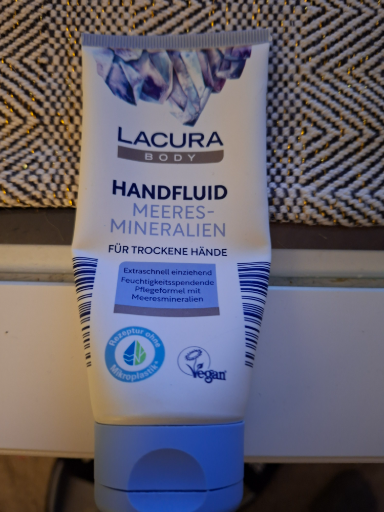 LACURA
BODY
HANDFLUID
MEERES-
MINERALIEN
FÜR TROCKENE HÄNDE
Extraschnell einziehend
Feuchtigkeitsspendende
Pflegeformel mit
Meeresmineralien
Rezeptur ohne
Mikroplastik
Vegan